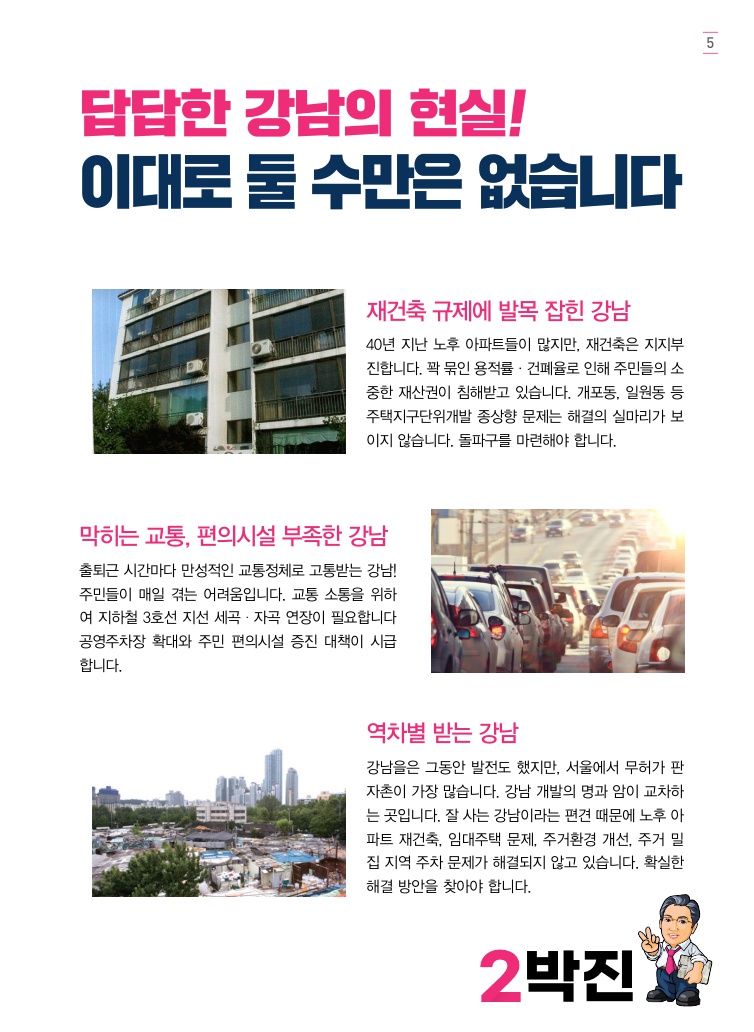 5
답답한 강남의 현실!
이대로 둘 수만은 없습니다
재건축 규제에 발목 잡힌 강남
40년 지난 노후 아파트들이 많지만, 재건축은 지지부
진합니다. 꽉 묶인 용적률 · 건폐율로 인해 주민들의 소
중한 재산권이 침해받고 있습니다. 개포동, 일원동 등
주택지구단위개발 종상향 문제는 해결의 실마리가 보
이지 않습니다. 돌파구를 마련해야 합니다.
막히는 교통, 편의시설 부족한 강남
출퇴근 시간마다 만성적인 교통정체로 고통받는 강남!
주민들이 매일 겪는 어려움입니다. 교통 소통을 위하
여 지하철 3호선 지선 세곡 · 자곡 연장이 필요합니다
공영주차장 확대와 주민 편의시설 증진 대책이 시급
합니다.
역차별 받는 강남
강남을은 그동안 발전도 했지만, 서울에서 무허가 판
자촌이 가장 많습니다. 강남 개발의 명과 암이 교차하
는 곳입니다. 잘 사는 강남이라는 편견 때문에 노후 아
파트 재건축, 임대주택 문제, 주거환경 개선, 주거 밀
집 지역 주차 문제가 해결되지 않고 있습니다. 확실한
해결 방안을 찾아야 합니다.
2박진